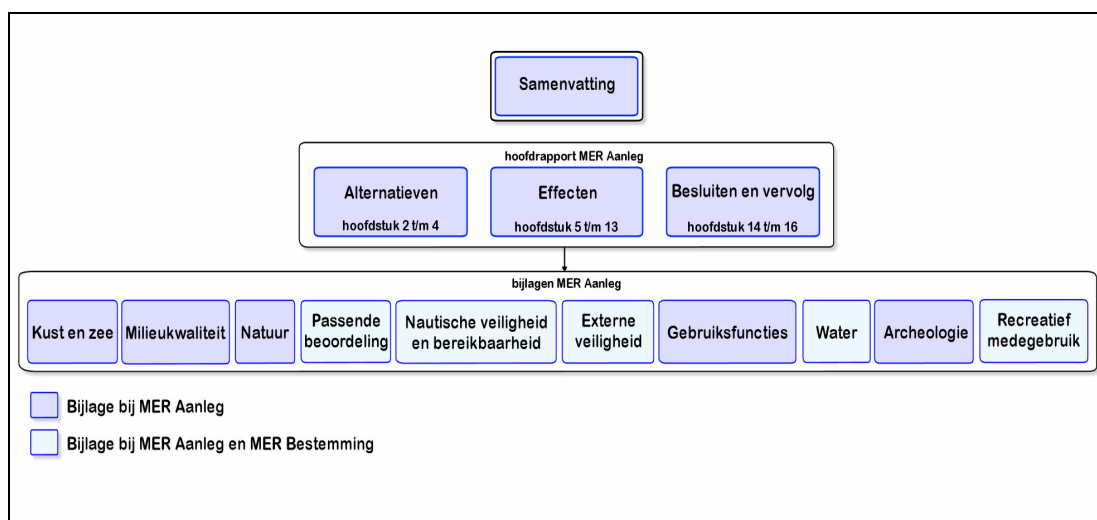 Samenvatting
hoofdrapport MER Aanleg
Alternatieven
hoofdstuk 2 t/m 4
Effecten
hoofdstuk 5 t/m 13
Besluiten en vervolg
hoofdstuk 14 t/m 16
bijlagen MER Aanleg
Kust en zee
Milieukwaliteit
Natuur
Passende
beoordeling
Nautische veiligheid
en bereikbaarheid
Externe
veiligheid
Gebruiksfuncties
Water
Archeologie
Recreatief
medegebruik
Bijlage bij MER Aanleg
Bijlage bij MER Aanleg en MER Bestemming